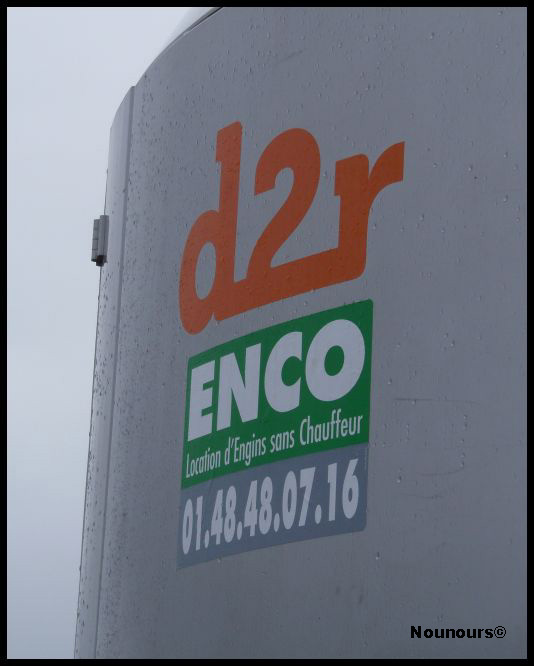 d2r
ENCO
Location d'Engins sans Chauffeur
01.48.48.07.16
Nounours©